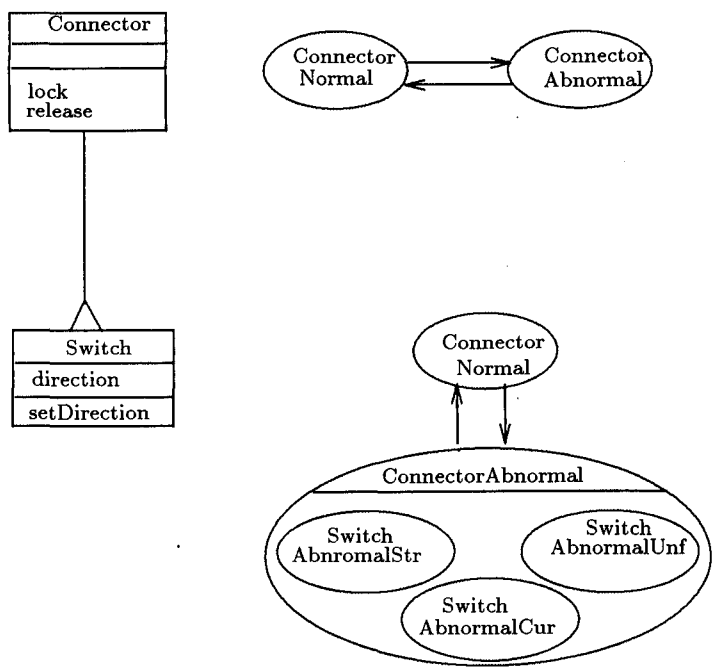 Connector
lock
release
Connector
Normal
Connector
Abnormal
Switch
direction
setDirection
Connector
Normal
ConnectorAbnormal
Switch
AbnromalStr
Switch
AbnormalUnf
Switch
AbnormalCur